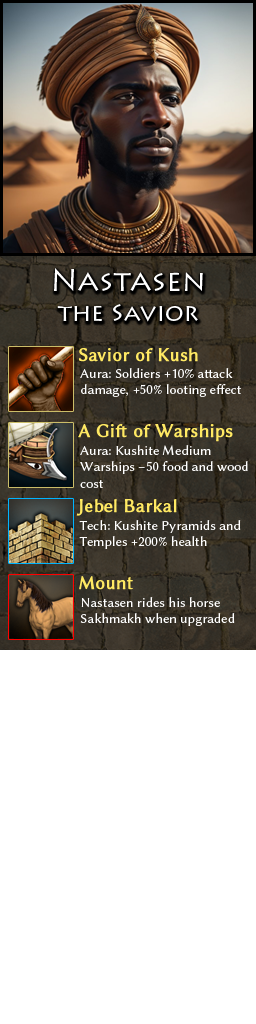 Nastasen
the Savior
Savior of Kush
Aura: Soldiers +10% attack
damage, +50% looting effect
A Gift of Warships
Aura: Kushite Medium
Warships −50 food and wood
cost
Jebel Barkal
Tech: Kushite Pyramids and
Temples +200% health
Mount
Nastasen rides his horse
Sakhmakh when upgraded